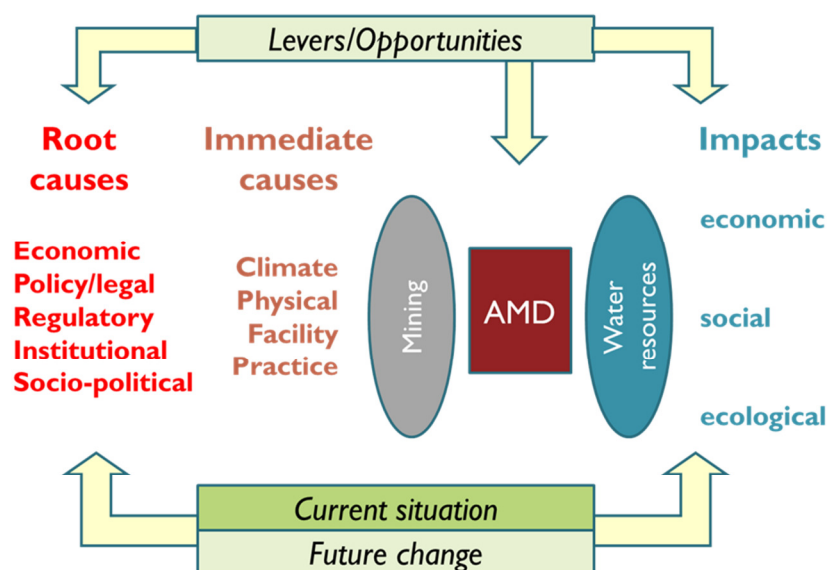 Levers/Opportunities
Root
causes
Economic
Policy/legal
Regulatory
Institutional
Socio-political
Immediate
causes
Climate
Physical
Facility
Practice
Mining
AMD
Water
resources
Impacts
economic
social
ecological
Current situation
Future change